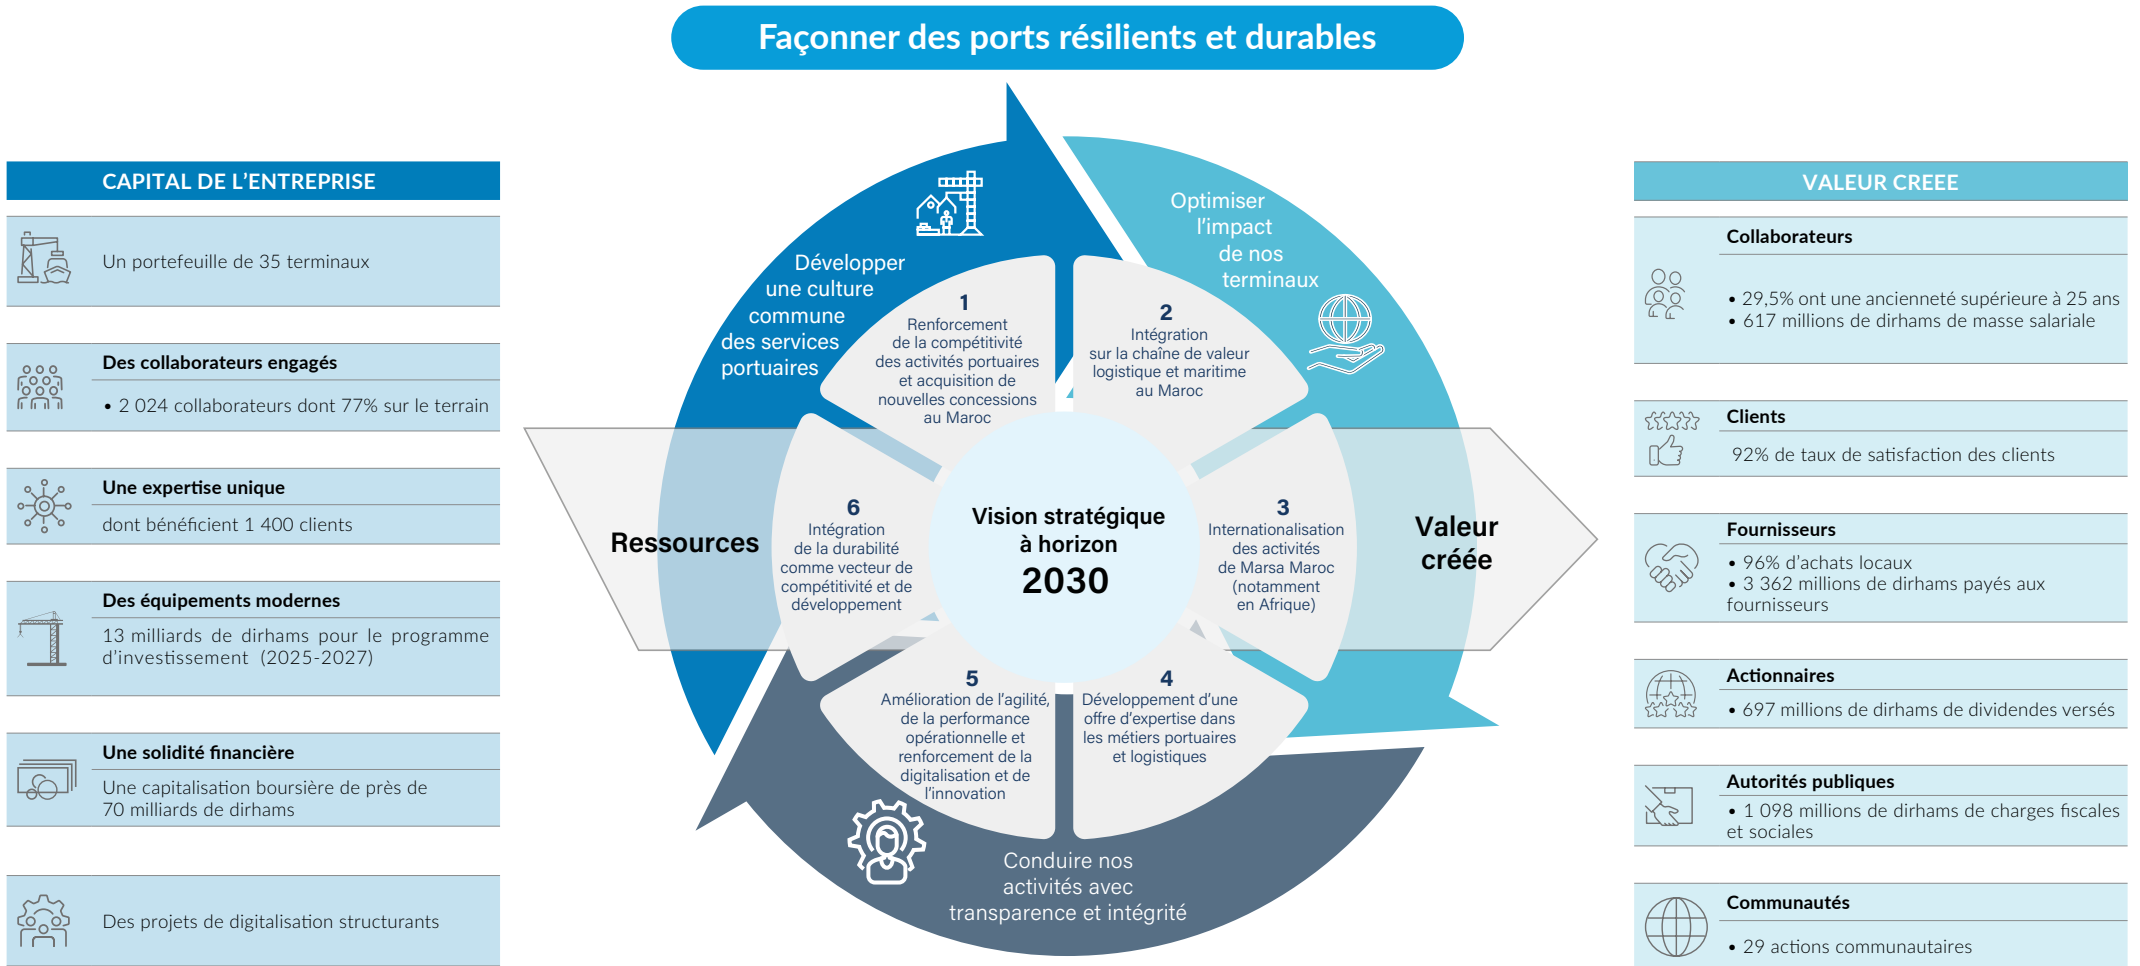 Façonner des ports résilients et durables
CAPITAL DE L'ENTREPRISE
Un portefeuille de 35 terminaux
Des collaborateurs engagés
• 2 024 collaborateurs dont 77% sur le terrain
Une expertise unique
dont bénéficient 1 400 clients
Des équipements modernes
13 milliards de dirhams pour le programme
d'investissement (2025-2027)
Une solidité financière
Une capitalisation boursière de près de
70 milliards de dirhams
Des projets de digitalisation structurants
Développer
une culture
commune
des services
portuaires
Optimiser
l'impact
de nos
terminaux
1
Renforcement
de la compétitivité
des activités portuaires
et acquisition de
nouvelles concessions
au Maroc
2
Intégration
sur la chaîne de valeur
logistique et maritime
au Maroc
Ressources
6
Intégration
de la durabilité
comme vecteur de
compétitivité et de
développement
Vision stratégique
à horizon
2030
3
Internationalisation
des activités
de Marsa Maroc
(notamment
en Afrique)
Valeur
créée
5
Amélioration de l'agilité,
de la performance
opérationnelle et
renforcement de la
digitalisation et de
l'innovation
4
Développement d'une
offre d'expertise dans
les métiers portuaires
et logistiques
Conduire nos
activités avec
transparence et intégrité
VALEUR CREEE
Collaborateurs
• 29,5% ont une ancienneté supérieure à 25 ans
• 617 millions de dirhams de masse salariale
Clients
92% de taux de satisfaction des clients
Fournisseurs
• 96% d'achats locaux
• 3 362 millions de dirhams payés aux
fournisseurs
Actionnaires
• 697 millions de dirhams de dividendes versés
Autorités publiques
• 1 098 millions de dirhams de charges fiscales
et sociales
Communautés
• 29 actions communautaires